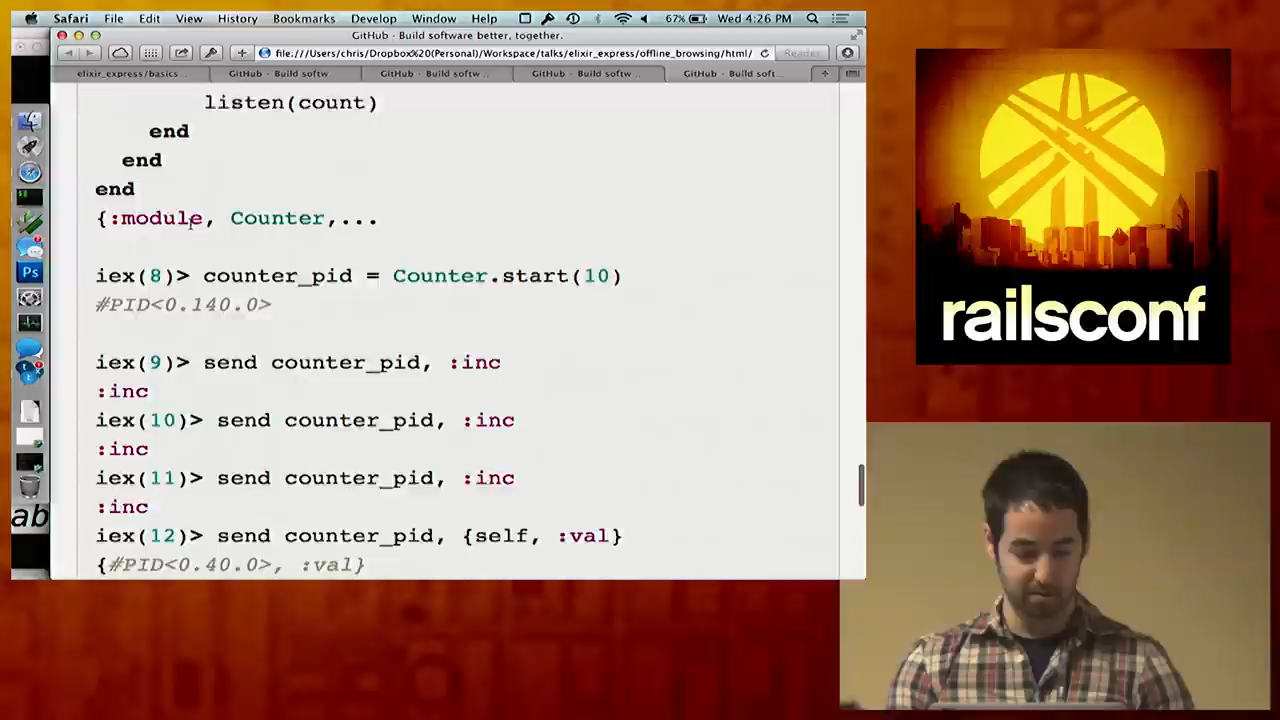 Safari File Edit View History Bookmarks Develop Window Help 67% Wed 4:26 PM
GitHub · Build software better, together.
file:///Users/chris/Dropbox%20(Personal)/Workspace/talks/elixir_express/offline_browsing/html/ Reader
elixir_express/basics... GitHub · Build softw... GitHub · Build softw... GitHub · Build softw... GitHub · Build soft...
listen(count)
end
end
end
{:module, Counter,...
iex(8)> counter_pid = Counter.start(10)
#PID<0.140.0>
iex(9)> send counter_pid, :inc
:inc
iex(10)> send counter_pid, :inc
:inc
iex(11)> send counter_pid, :inc
:inc
iex(12)> send counter_pid, {self, :val}
{#PID<0.40.0>, :val}
Ps
ab
railsconf